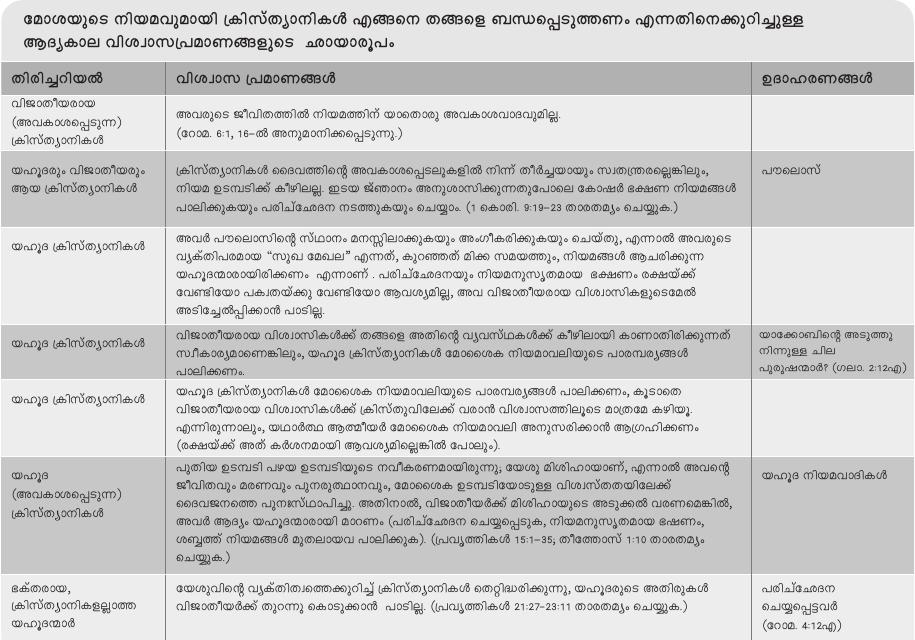 മോശയുടെ നിയമവുമായി ക്രിസ്ത്യാനികൾ എങ്ങനെ തങ്ങളെ ബന്ധപ്പെടുത്തണം എന്നതിനെക്കുറിച്ചുള്ള
ആദ്യകാല വിശ്വാസപ്രമാണങ്ങളുടെ ഛായാരൂപം
തിരിച്ചറിയൽ
വിശ്വാസ പ്രമാണങ്ങൾ
ഉദാഹരണങ്ങൾ
വിജാതീയരായ
(അവകാശപ്പെടുന്ന)
ക്രിസ്ത്യാനികൾ
അവരുടെ ജീവിതത്തിൽ നിയമത്തിന് യാതൊരു അവകാശവാദവുമില്ല.
(റോമ. 6:1, 16-ൽ അനുമാനിക്കപ്പെടുന്നു.)
യഹൂദരും വിജാതീയരും
ആയ ക്രിസ്ത്യാനികൾ
ക്രിസ്ത്യാനികൾ ദൈവത്തിന്റെ അവകാശപ്പെടലുകളിൽ നിന്ന് തീർച്ചയായും സ്വതന്ത്രരല്ലെങ്കിലും,
നിയമ ഉടമ്പടിക്ക് കീഴിലല്ല. ഇടയ ജ്ഞാനം അനുശാസിക്കുന്നതുപോലെ കോഷർ ഭക്ഷണ നിയമങ്ങൾ
പാലിക്കുകയും പരിച്ഛേദന നടത്തുകയും ചെയ്യാം. (1 കൊരി. 9:19-23 താരതമ്യം ചെയ്യുക.)
പൗലൊസ്
യഹൂദ ക്രിസ്ത്യാനികൾ
അവർ പൗലൊസിന്റെ സ്ഥാനം മനസ്സിലാക്കുകയും അംഗീകരിക്കുകയും ചെയ്തു, എന്നാൽ അവരുടെ
വ്യക്തിപരമായ “സുഖ മേഖല” എന്നത്, കുറഞ്ഞത് മിക്ക സമയത്തും, നിയമങ്ങൾ ആചരിക്കുന്ന
യഹൂദന്മാരായിരിക്കണം എന്നാണ് . പരിച്ഛേദനയും നിയമനുസൃതമായ ഭക്ഷണം രക്ഷയ്ക്ക്
വേണ്ടിയോ പക്വതയ്ക്കു വേണ്ടിയോ ആവശ്യമില്ല, അവ വിജാതീയരായ വിശ്വാസികളുടെമേൽ
അടിച്ചേൽപ്പിക്കാൻ പാടില്ല.
യഹൂദ ക്രിസ്ത്യാനികൾ
വിജാതീയരായ വിശ്വാസികൾക്ക് തങ്ങളെ അതിന്റെ വ്യവസ്ഥകൾക്ക് കീഴിലായി കാണാതിരിക്കുന്നത്
സ്വീകാര്യമാണെങ്കിലും, യഹൂദ ക്രിസ്ത്യാനികൾ മോശൈക നിയമാവലിയുടെ പാരമ്പര്യങ്ങൾ
പാലിക്കണം.
യാക്കോബിന്റെ അടുത്തു
നിന്നുള്ള ചില
പുരുഷന്മാർ? (ഗലാ. 2:12എ)
യഹൂദ ക്രിസ്ത്യാനികൾ
യഹൂദ ക്രിസ്ത്യാനികൾ മോശൈക നിയമാവലിയുടെ പാരമ്പര്യങ്ങൾ പാലിക്കണം, കൂടാതെ
വിജാതീയരായ വിശ്വാസികൾക്ക് ക്രിസ്തുവിലേക്ക് വരാൻ വിശ്വാസത്തിലൂടെ മാത്രമേ കഴിയൂ.
എന്നിരുന്നാലും, യഥാർത്ഥ ആത്മീയർ മോശൈക നിയമാവലി അനുസരിക്കാൻ ആഗ്രഹിക്കണം
(രക്ഷയ്ക്ക് അത് കർശനമായി ആവശ്യമില്ലെങ്കിൽ പോലും).
യഹൂദ
(അവകാശപ്പെടുന്ന)
ക്രിസ്ത്യാനികൾ
പുതിയ ഉടമ്പടി പഴയ ഉടമ്പടിയുടെ നവീകരണമായിരുന്നു; യേശു മിശിഹായാണ്, എന്നാൽ അവന്റെ
ജീവിതവും മരണവും പുനരുത്ഥാനവും, മോശൈക ഉടമ്പടിയോടുള്ള വിശ്വസ്തതയിലേക്ക്
ദൈവജനത്തെ പുനഃസ്ഥാപിച്ചു. അതിനാൽ, വിജാതീയർക്ക് മിശിഹായുടെ അടുക്കൽ വരണമെങ്കിൽ,
അവർ ആദ്യം യഹൂദന്മാരായി മാറണം (പരിച്ഛേദന ചെയ്യപ്പെടുക, നിയമനുസൃതമായ ഭഷണം,
ശബ്ബത്ത് നിയമങ്ങൾ മുതലായവ പാലിക്കുക). (പ്രവൃത്തികൾ 15:1-35; തീത്തോസ് 1:10 താരതമ്യം
ചെയ്യുക.)
യഹൂദ നിയമവാദികൾ
ഭക്തരായ,
ക്രിസ്ത്യാനികളല്ലാത്ത
യഹൂദന്മാർ
യേശുവിന്റെ വ്യക്തിത്വത്തെക്കുറിച്ച് ക്രിസ്ത്യാനികൾ തെറ്റിദ്ധരിക്കുന്നു, യഹൂദരുടെ അതിരുകൾ
വിജാതീയർക്ക് തുറന്നു കൊടുക്കാൻ പാടില്ല. (പ്രവൃത്തികൾ 21:27-23:11 താരതമ്യം ചെയ്യുക.)
പരിച്ഛേദന
ചെയ്യപ്പെട്ടവർ
(റോമ. 4:12എ)